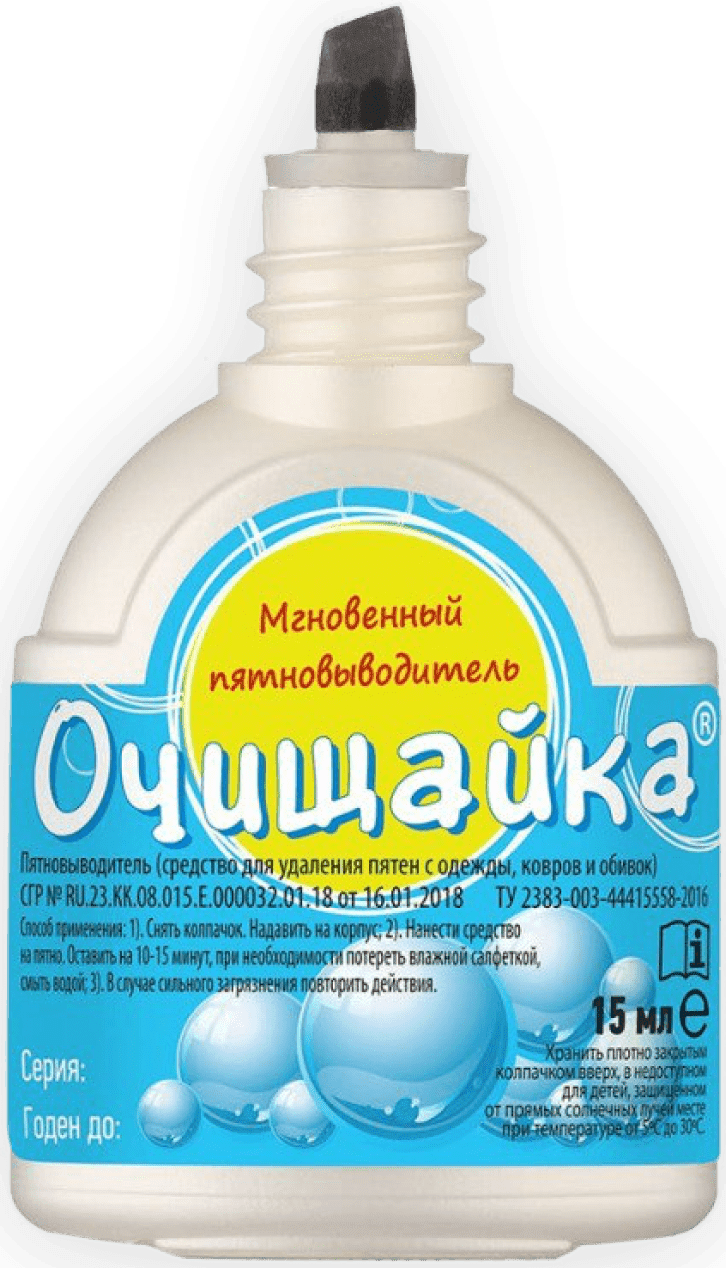 Мгновенный
пятновыводитель
Очищайка®
Пятновыводитель (средство для удаления пятен с одежды, ковров и обивок)
СГР № RU.23.КК.08.015.Е.000032.01.18 от 16.01.2018 ТУ 2383-003-44415558-2016
Способ применения: 1). Снять колпачок. Надавить на корпус; 2). Нанести средство
на пятно. Оставить на 10-15 минут, при необходимости потереть влажной салфеткой,
смыть водой; 3). В случае сильного загрязнения повторить действия.
i
15 мл e
Хранить плотно закрытым
колпачком вверх, в недоступном
для детей, защищенном
от прямых солнечных лучей месте
при температуре от 5°С до 30°С.
Серия:
Годен до: